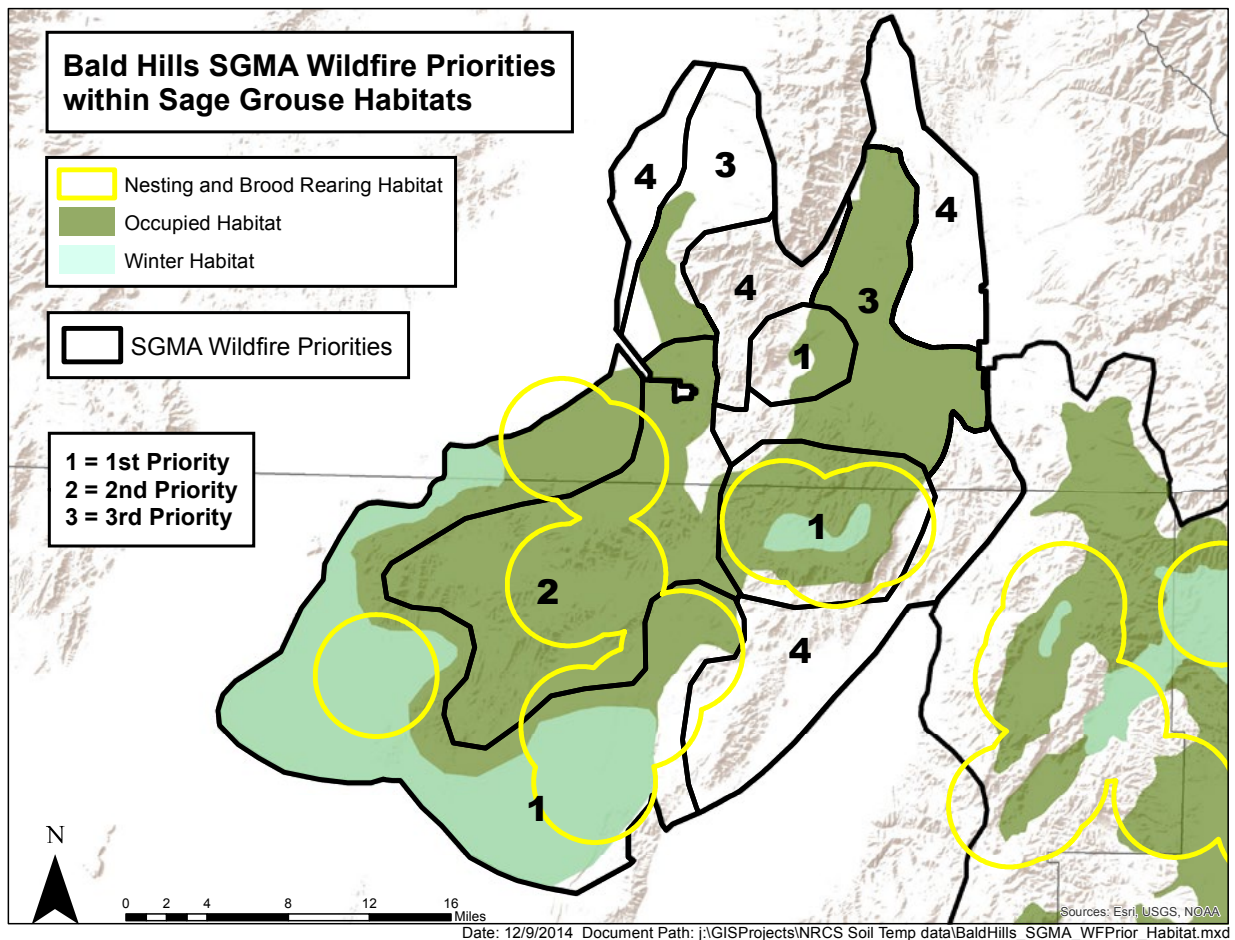 Bald Hills SGMA Wildfire Priorities
within Sage Grouse Habitats
Nesting and Brood Rearing Habitat
Occupied Habitat
Winter Habitat
SGMA Wildfire Priorities
1 = 1st Priority
2 = 2nd Priority
3 = 3rd Priority
4
3
4
4
3
1
1
2
4
1
N
0 2 4 8 12 16
Miles
Sources: Esri, USGS, NOAA
Date: 12/9/2014 Document Path: j:\GISProjects\NRCS Soil Temp data\BaldHills_SGMA_WFPrior_Habitat.mxd